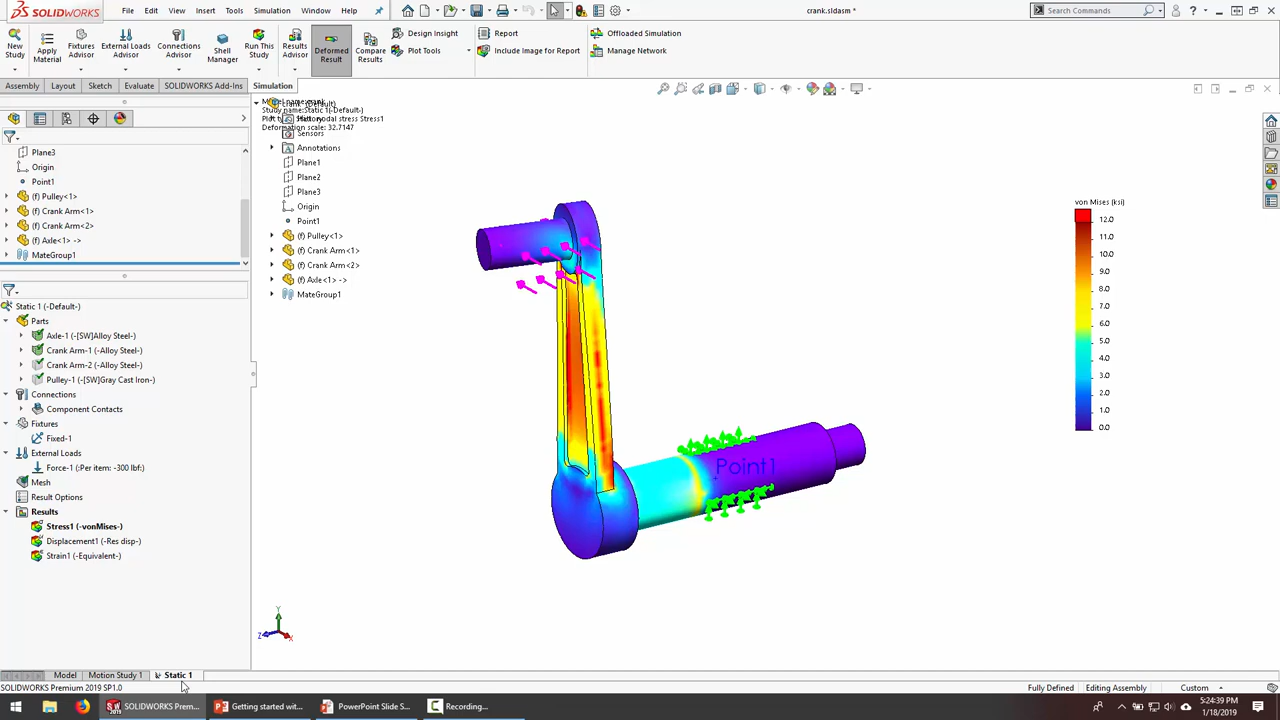 SOLIDWORKS
File Edit View Insert Tools Simulation Window Help
crank.sldasm *
Search Commands
New Study
Apply Material
Fixtures Advisor
External Loads Advisor
Connections Advisor
Shell Manager
Run This Study
Results Advisor
Deformed Result
Compare Results
Design Insight
Plot Tools
Report
Include Image for Report
Offloaded Simulation
Manage Network
Assembly Layout Sketch Evaluate SOLIDWORKS Add-Ins Simulation
Study name:Static 1(-Default-)
Deformation scale: 32.7147
Plane3
Origin
Point1
(f) Pulley<1>
(f) Crank Arm<1>
(f) Crank Arm<2>
(f) Axle<1> ->
MateGroup1
Static 1 (-Default-)
Parts
Axle-1 (-[SW]Alloy Steel-)
Crank Arm-1 (-Alloy Steel-)
Crank Arm-2 (-Alloy Steel-)
Pulley-1 (-[SW]Gray Cast Iron-)
Connections
Component Contacts
Fixtures
Fixed-1
External Loads
Force-1 (:Per item: -300 lbf:)
Mesh
Result Options
Results
Stress1 (-vonMises-)
Displacement1 (-Res disp-)
Strain1 (-Equivalent-)
Sensors
Annotations
Plane1
Plane2
Plane3
Origin
Point1
(f) Pulley<1>
(f) Crank Arm<1>
(f) Crank Arm<2>
(f) Axle<1> ->
MateGroup1
Point1
von Mises (ksi)
12.0
11.0
10.0
9.0
8.0
7.0
6.0
5.0
4.0
3.0
2.0
1.0
0.0
Y
Z
X
Model Motion Study 1 Static 1
SOLIDWORKS Premium 2019 SP1.0
Fully Defined Editing Assembly Custom
SOLIDWORKS Prem...
Getting started wit...
PowerPoint Slide S...
Recording...
5:24:39 PM
1/18/2019